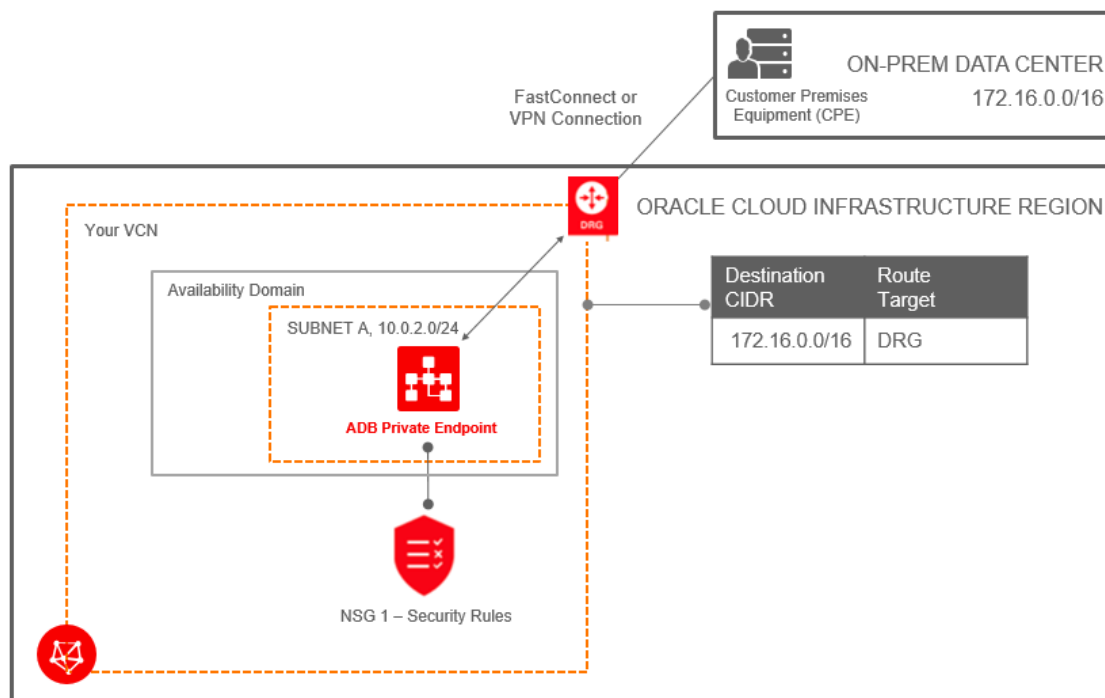 ON-PREM DATA CENTER
172.16.0.0/16
Customer Premises
Equipment (CPE)
FastConnect or
VPN Connection
DRG
ORACLE CLOUD INFRASTRUCTURE REGION
Your VCN
Availability Domain
SUBNET A, 10.0.2.0/24
ADB Private Endpoint
NSG 1 – Security Rules
Destination CIDR Route Target
172.16.0.0/16 DRG